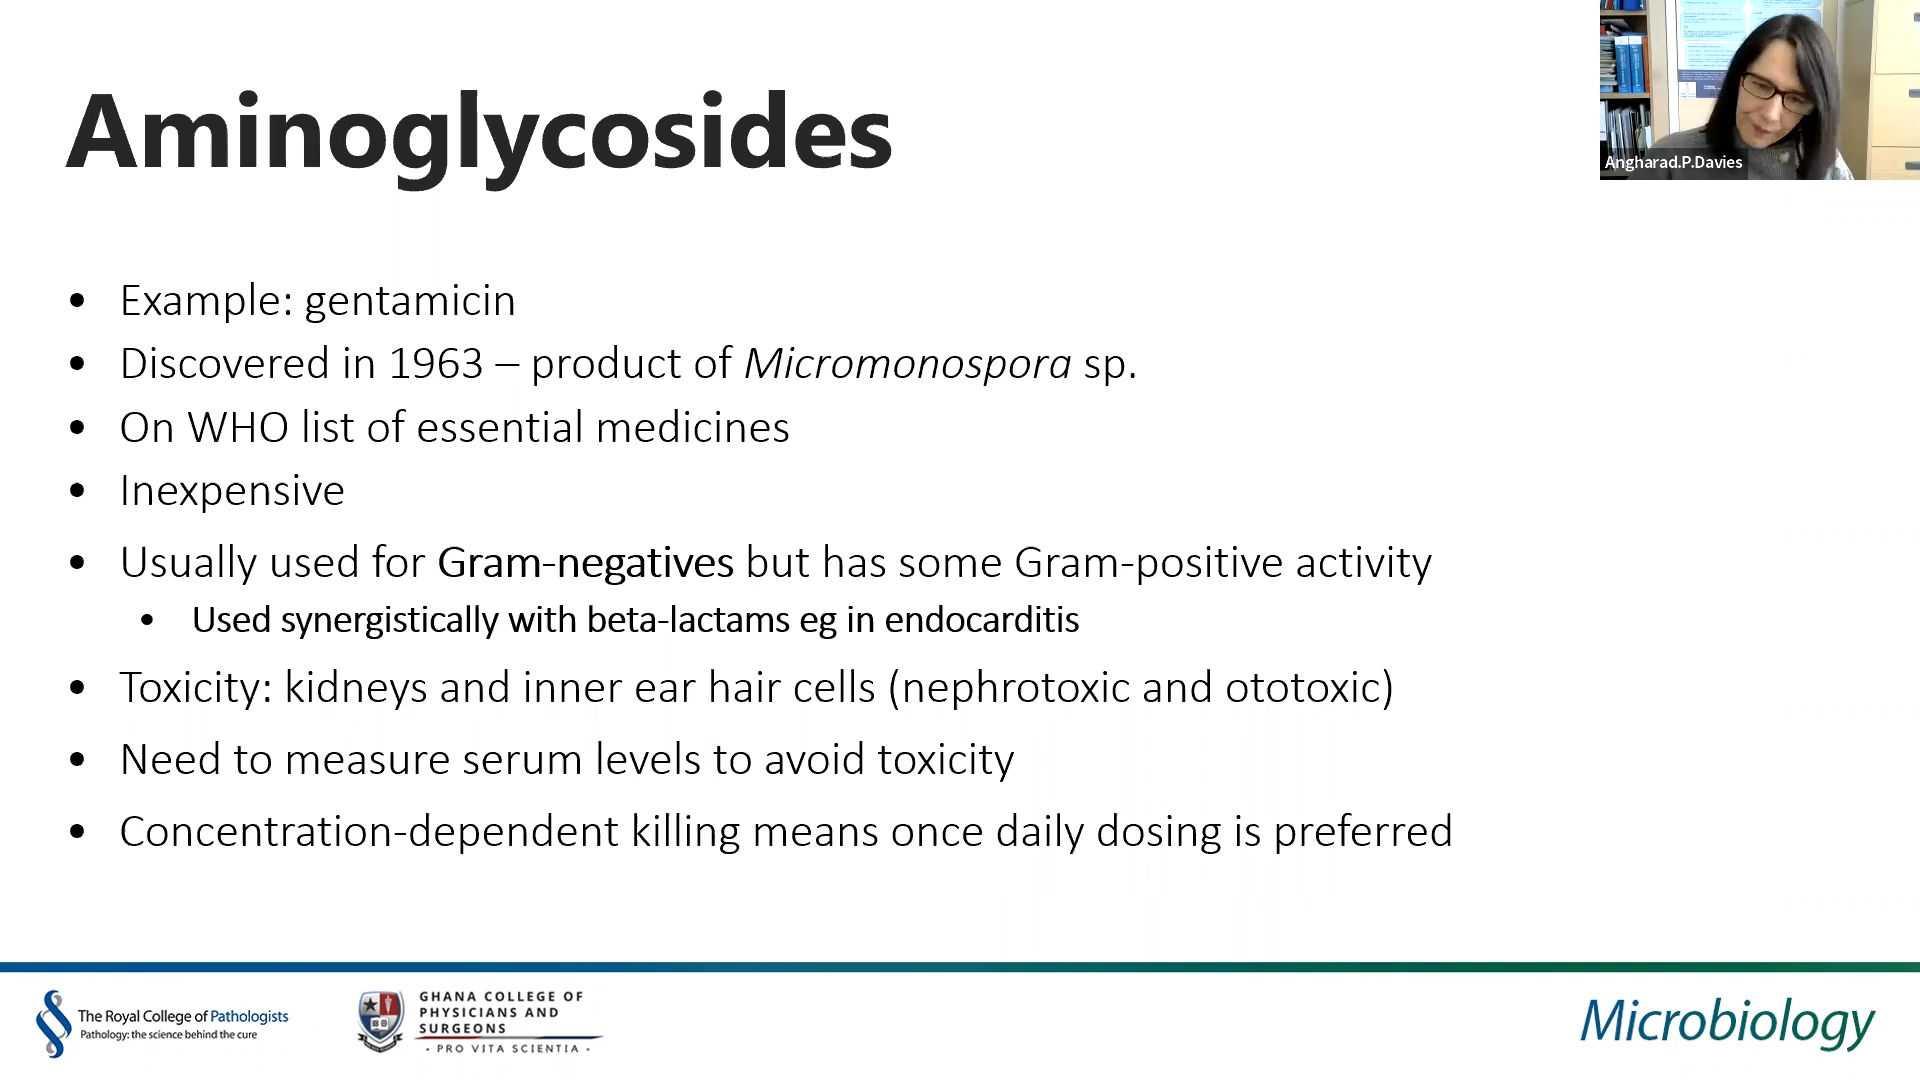 Aminoglycosides
Angharad.P.Davies
• Example: gentamicin
• Discovered in 1963 – product of Micromonospora sp.
• On WHO list of essential medicines
• Inexpensive
• Usually used for Gram-negatives but has some Gram-positive activity
• Used synergistically with beta-lactams eg in endocarditis
• Toxicity: kidneys and inner ear hair cells (nephrotoxic and ototoxic)
• Need to measure serum levels to avoid toxicity
• Concentration-dependent killing means once daily dosing is preferred
The Royal College of Pathologists
Pathology: the science behind the cure
GHANA COLLEGE OF
PHYSICIANS AND
SURGEONS
- PRO VITA SCIENTIA -
Microbiology